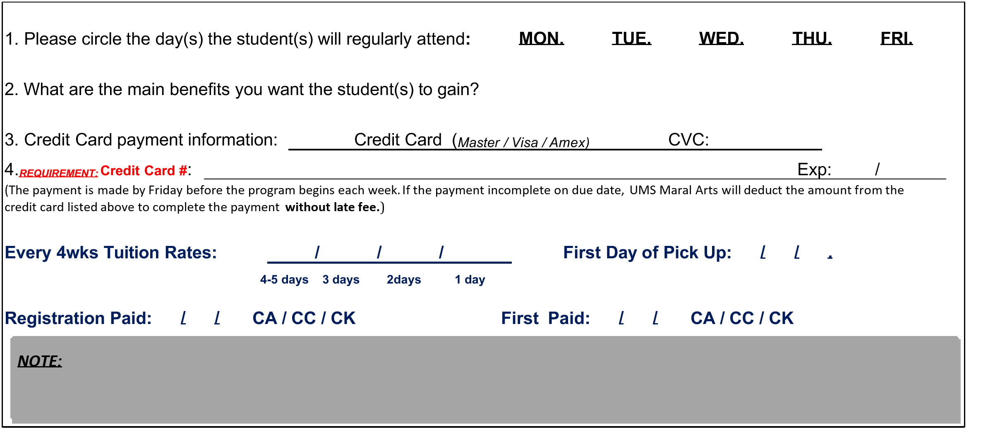 1. Please circle the day(s) the student(s) will regularly attend: MON. TUE. WED. THU. FRI.
2. What are the main benefits you want the student(s) to gain?
3. Credit Card payment information: Credit Card (Master / Visa / Amex) CVC:
4.REQUIREMENT: Credit Card #: Exp: /
(The payment is made by Friday before the program begins each week. If the payment incomplete on due date, UMS Maral Arts will deduct the amount from the
credit card listed above to complete the payment without late fee.)
Every 4wks Tuition Rates: / / / First Day of Pick Up: / / .
4-5 days 3 days 2days 1 day
Registration Paid: / / CA / CC / CK First Paid: / / CA / CC / CK
NOTE: